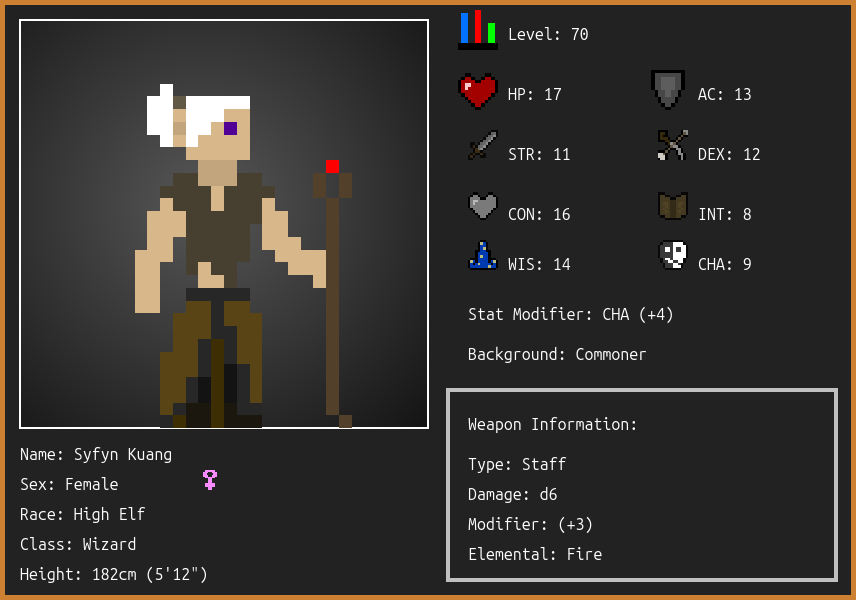 Level: 70
HP: 17
AC: 13
STR: 11
DEX: 12
CON: 16
INT: 8
WIS: 14
CHA: 9
Stat Modifier: CHA (+4)
Background: Commoner
Weapon Information:
Type: Staff
Damage: d6
Modifier: (+3)
Elemental: Fire
Name: Syfyn Kuang
Sex: Female
Race: High Elf
Class: Wizard
Height: 182cm (5'12")